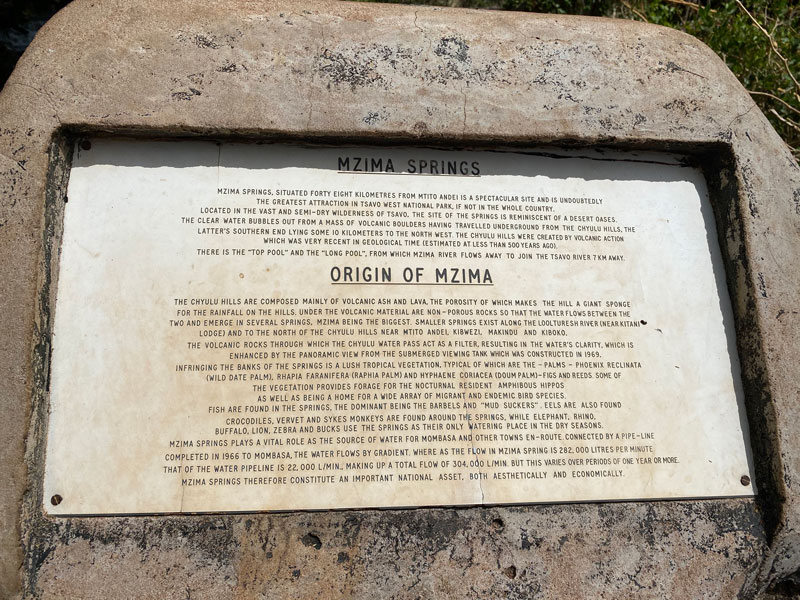 MZIMA SPRINGS
MZIMA SPRINGS, SITUATED FORTY EIGHT KILOMETRES FROM MTITO ANDEI IS A SPECTACULAR SITE AND IS UNDOUBTEDLY
THE GREATEST ATTRACTION IN TSAVO WEST NATIONAL PARK, IF NOT IN THE WHOLE COUNTRY.
LOCATED IN THE VAST AND SEMI-DRY WILDERNESS OF TSAVO, THE SITE OF THE SPRINGS IS REMINISCENT OF A DESERT OASES.
THE CLEAR WATER BUBBLES OUT FROM A MASS OF VOLCANIC BOULDERS HAVING TRAVELLED UNDERGROUND FROM THE CHYULU HILLS, THE
LATTER'S SOUTHERN END LYING SOME 10 KILOMETERS TO THE NORTH WEST. THE CHYULU HILLS WERE CREATED BY VOLCANIC ACTION
WHICH WAS VERY RECENT IN GEOLOGICAL TIME (ESTIMATED AT LESS THAN 500 YEARS AGO).
THERE IS THE "TOP POOL" AND THE "LONG POOL", FROM WHICH MZIMA RIVER FLOWS AWAY TO JOIN THE TSAVO RIVER 7 KM AWAY.
ORIGIN OF MZIMA
THE CHYULU HILLS ARE COMPOSED MAINLY OF VOLCANIC ASH AND LAVA, THE POROSITY OF WHICH MAKES THE HILL A GIANT SPONGE
FOR THE RAINFALL ON THE HILLS. UNDER THE VOLCANIC MATERIAL ARE NON-POROUS ROCKS SO THAT THE WATER FLOWS BETWEEN THE
TWO AND EMERGE IN SEVERAL SPRINGS, MZIMA BEING THE BIGGEST. SMALLER SPRINGS EXIST ALONG THE LOOLTURESH RIVER (NEAR KITANI
LODGE) AND TO THE NORTH OF THE CHYULU HILLS NEAR MTITO ANDEI, KIBWEZI, MAKINDU AND KIBOKO.
THE VOLCANIC ROCKS THROUGH WHICH THE CHYULU WATER PASS ACT AS A FILTER, RESULTING IN THE WATER'S CLARITY, WHICH IS
ENHANCED BY THE PANORAMIC VIEW FROM THE SUBMERGED VIEWING TANK WHICH WAS CONSTRUCTED IN 1969.
INFRINGING THE BANKS OF THE SPRINGS IS A LUSH TROPICAL VEGETATION, TYPICAL OF WHICH ARE THE - PALMS - PHOENIX RECLINATA
(WILD DATE PALM), RHAPIA FARANIFERA (RAPHIA PALM) AND HYPHAENE CORIACEA (DOUM PALM)-FIGS AND REEDS. SOME OF
THE VEGETATION PROVIDES FORAGE FOR THE NOCTURNAL RESIDENT AMPHIBOUS HIPPOS
AS WELL AS BEING A HOME FOR A WIDE ARRAY OF MIGRANT AND ENDEMIC BIRD SPECIES.
FISH ARE FOUND IN THE SPRINGS, THE DOMINANT BEING THE BARBELS AND "MUD SUCKERS". EELS ARE ALSO FOUND
CROCODILES, VERVET AND SYKES MONKEYS ARE FOUND AROUND THE SPRINGS, WHILE ELEPHANT, RHINO,
BUFFALO, LION, ZEBRA AND BUCKS USE THE SPRINGS AS THEIR ONLY WATERING PLACE IN THE DRY SEASONS.
MZIMA SPRINGS PLAYS A VITAL ROLE AS THE SOURCE OF WATER FOR MOMBASA AND OTHER TOWNS EN-ROUTE. CONNECTED BY A PIPE-LINE
COMPLETED IN 1966 TO MOMBASA, THE WATER FLOWS BY GRADIENT. WHERE AS THE FLOW IN MZIMA SPRING IS 282,000 LITRES PER MINUTE
THAT OF THE WATER PIPELINE IS 22,000 L/MIN., MAKING UP A TOTAL FLOW OF 304,000 L/MIN. BUT THIS VARIES OVER PERIODS OF ONE YEAR OR MORE.
MZIMA SPRINGS THEREFORE CONSTITUTE AN IMPORTANT NATIONAL ASSET, BOTH AESTHETICALLY AND ECONOMICALLY.